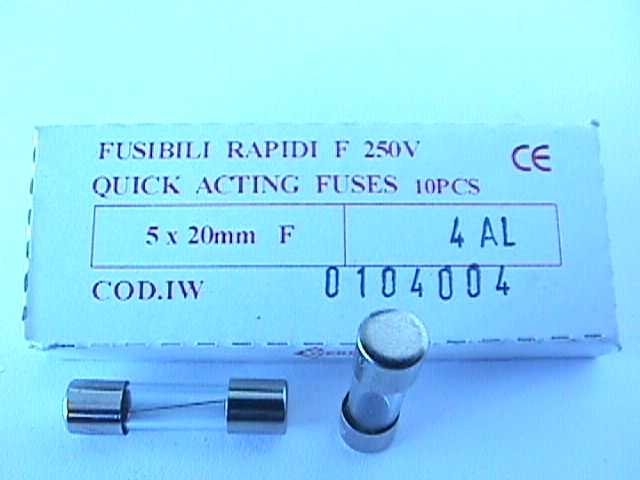 FUSIBILI RAPIDI F 250V
CE
QUICK ACTING FUSES 10PCS
5 x 20mm F
4 AL
COD.IW 0104004